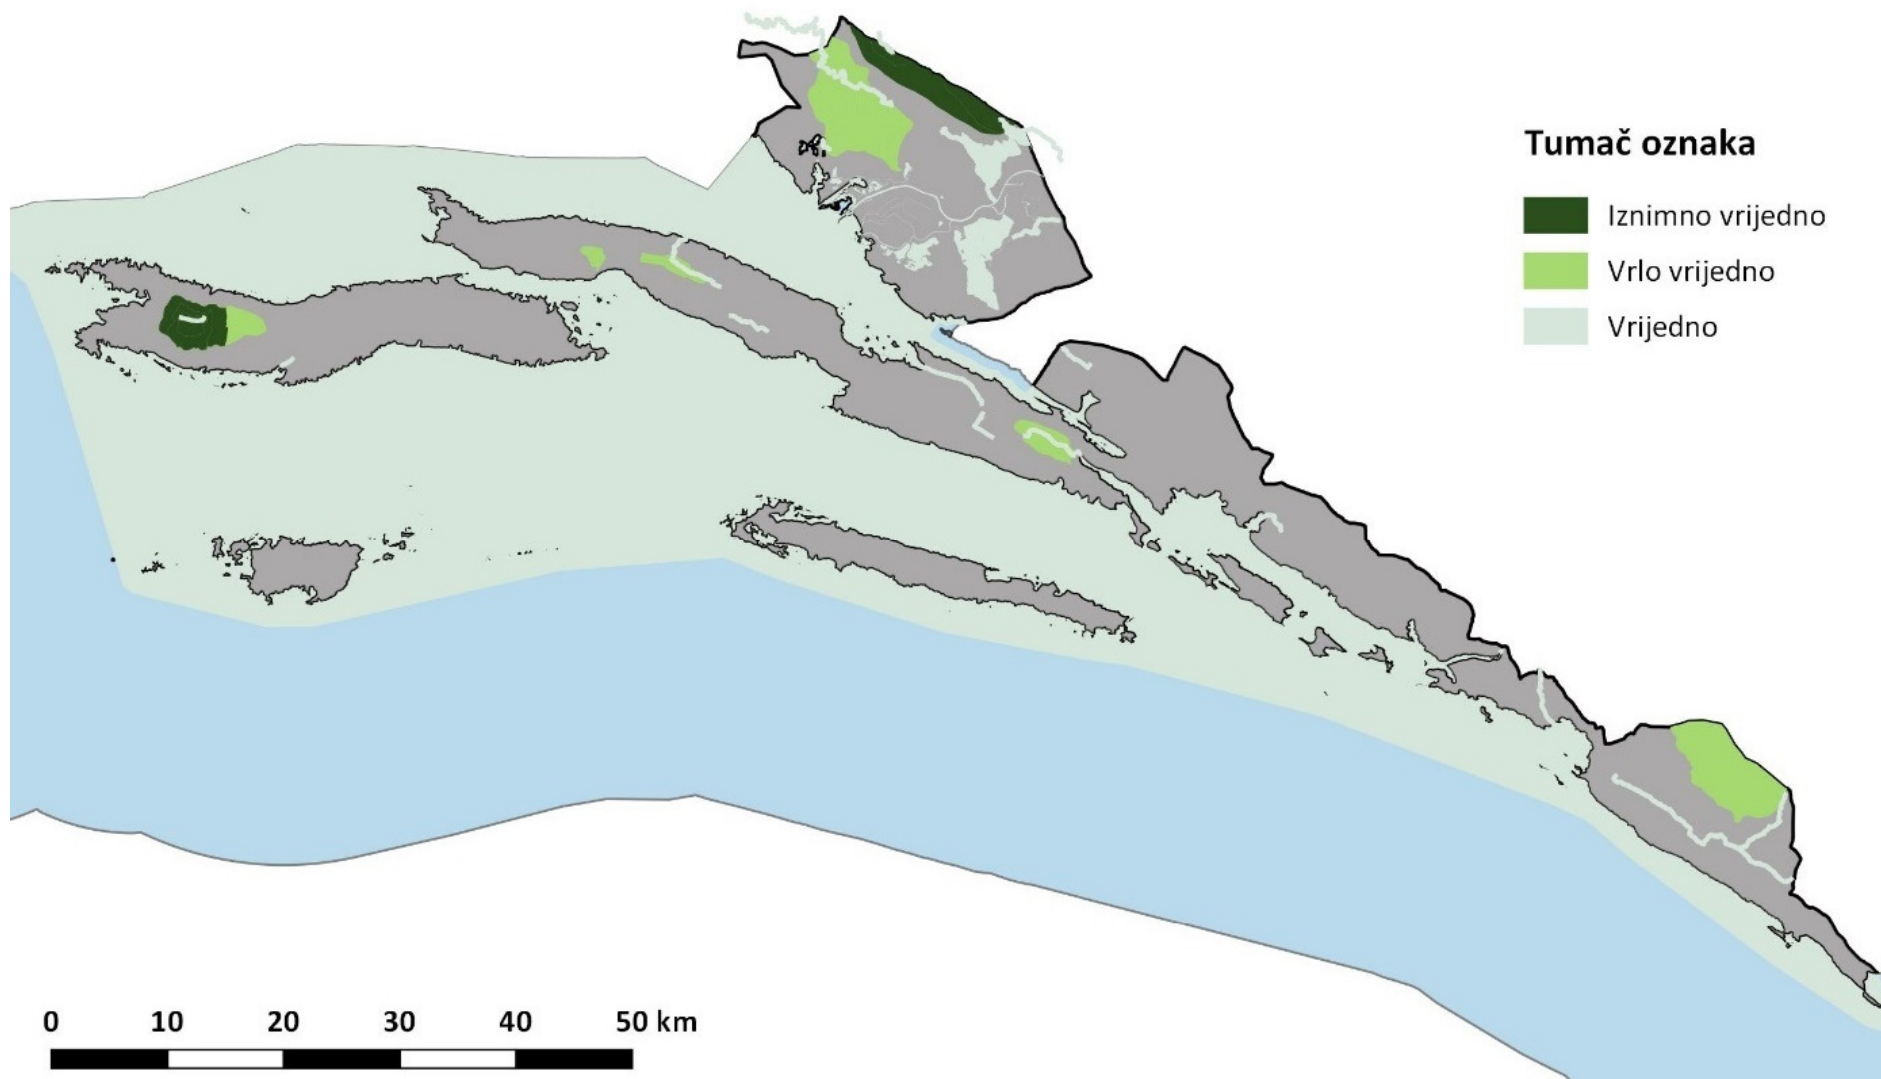 Tumač oznaka
Iznimno vrijedno
Vrlo vrijedno
Vrijedno
0 10 20 30 40 50 km